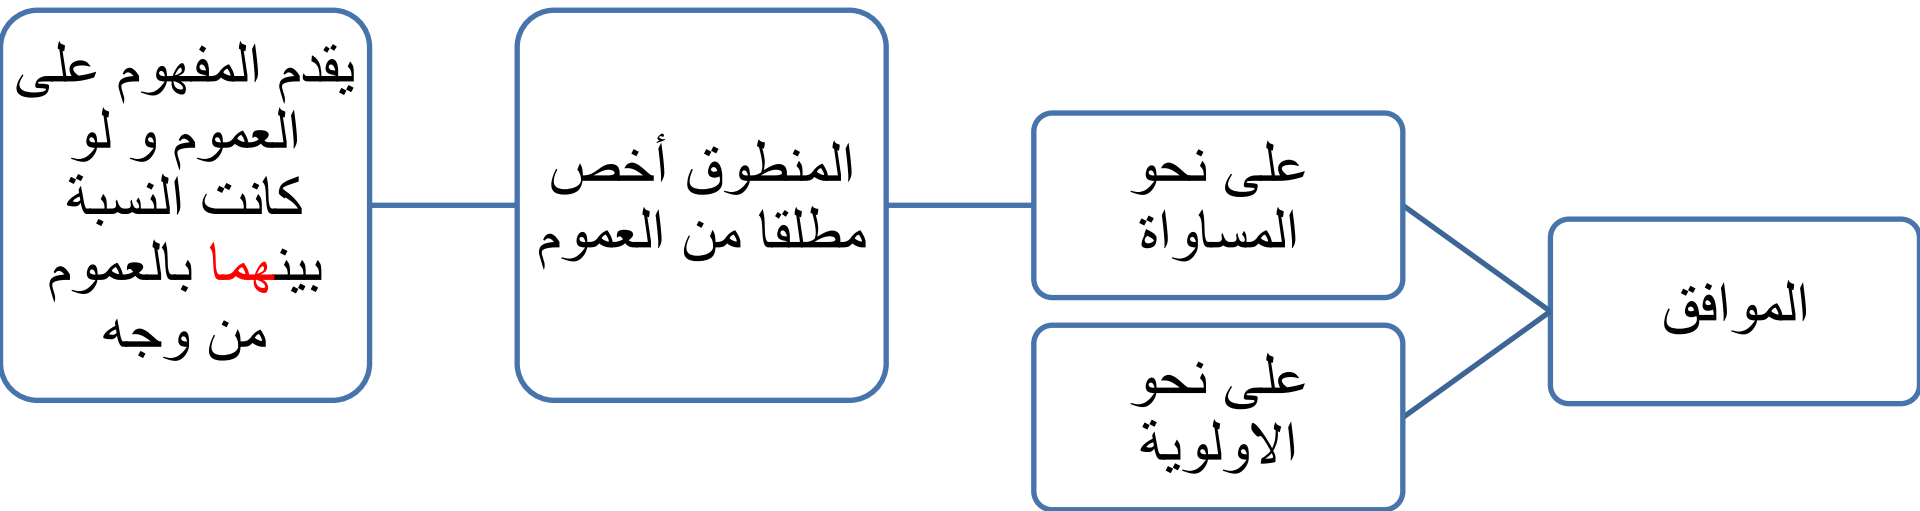 الموافق
على نحو
المساواة
المنطوق أخص
مطلقا من العموم
يقدم المفهوم على
العموم و لو
كانت النسبة
بينهما بالعموم
من وجه
على نحو
الاولوية